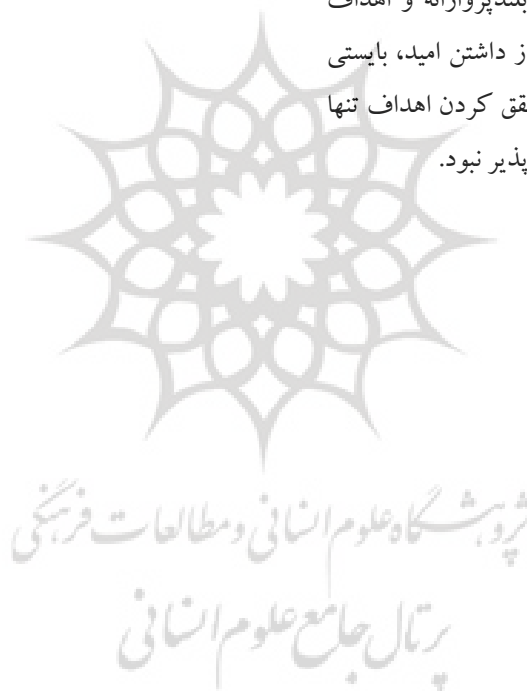 بلندپروازانه و اهداف
ز داشتن امید، بایستی
قق کردن اهداف تنها
پذیر نبود.
پژوهشگاه علوم انسانی و مطالعات فرهنگی
پرتال جامع علوم انسانی